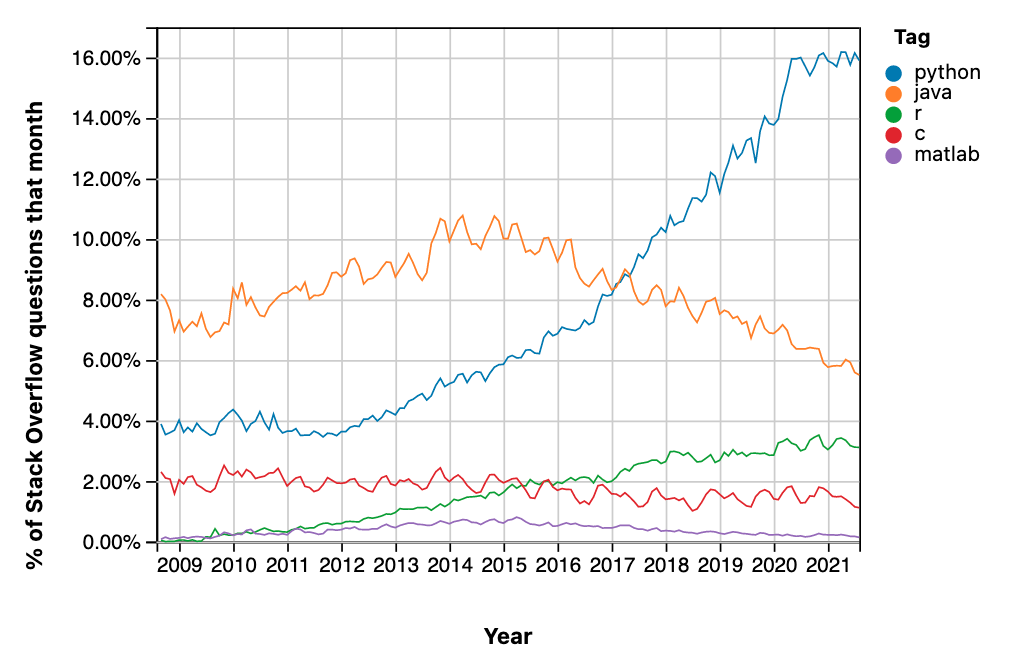 % of Stack Overflow questions that month
16.00%
14.00%
12.00%
10.00%
8.00%
6.00%
4.00%
2.00%
0.00%
2009 2010 2011 2012 2013 2014 2015 2016 2017 2018 2019 2020 2021
Year
Tag
python
java
r
c
matlab